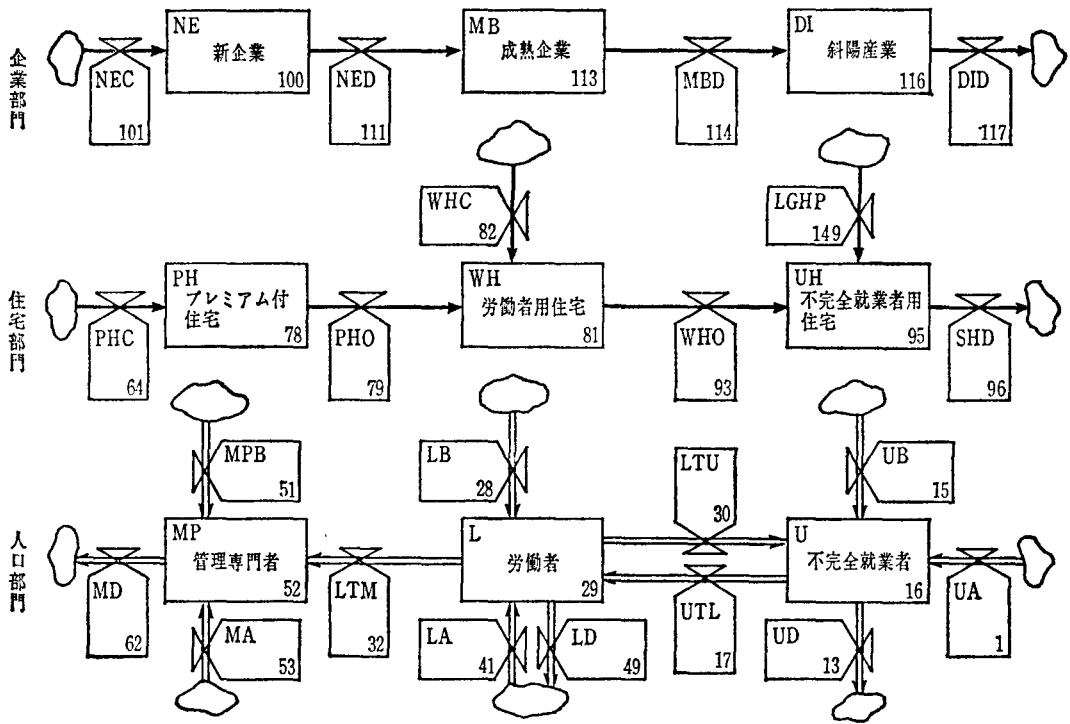 企業部門
NE
新企業
100
MB
成熟企業
113
DI
斜陽産業
116
NEC
101
NED
111
MBD
114
DID
117
住宅部門
WHC
82
LGHP
149
PH
プレミアム付
住宅
78
WH
労働者用住宅
81
UH
不完全就業者用
住宅
95
PHC
64
PHO
79
WHO
93
SHD
96
人口部門
MPB
51
LB
28
LTU
30
UB
15
MP
管理専門者
52
L
労働者
29
U
不完全就業者
16
MD
62
LTM
32
UTL
17
UA
1
MA
53
LA
41
LD
49
UD
13